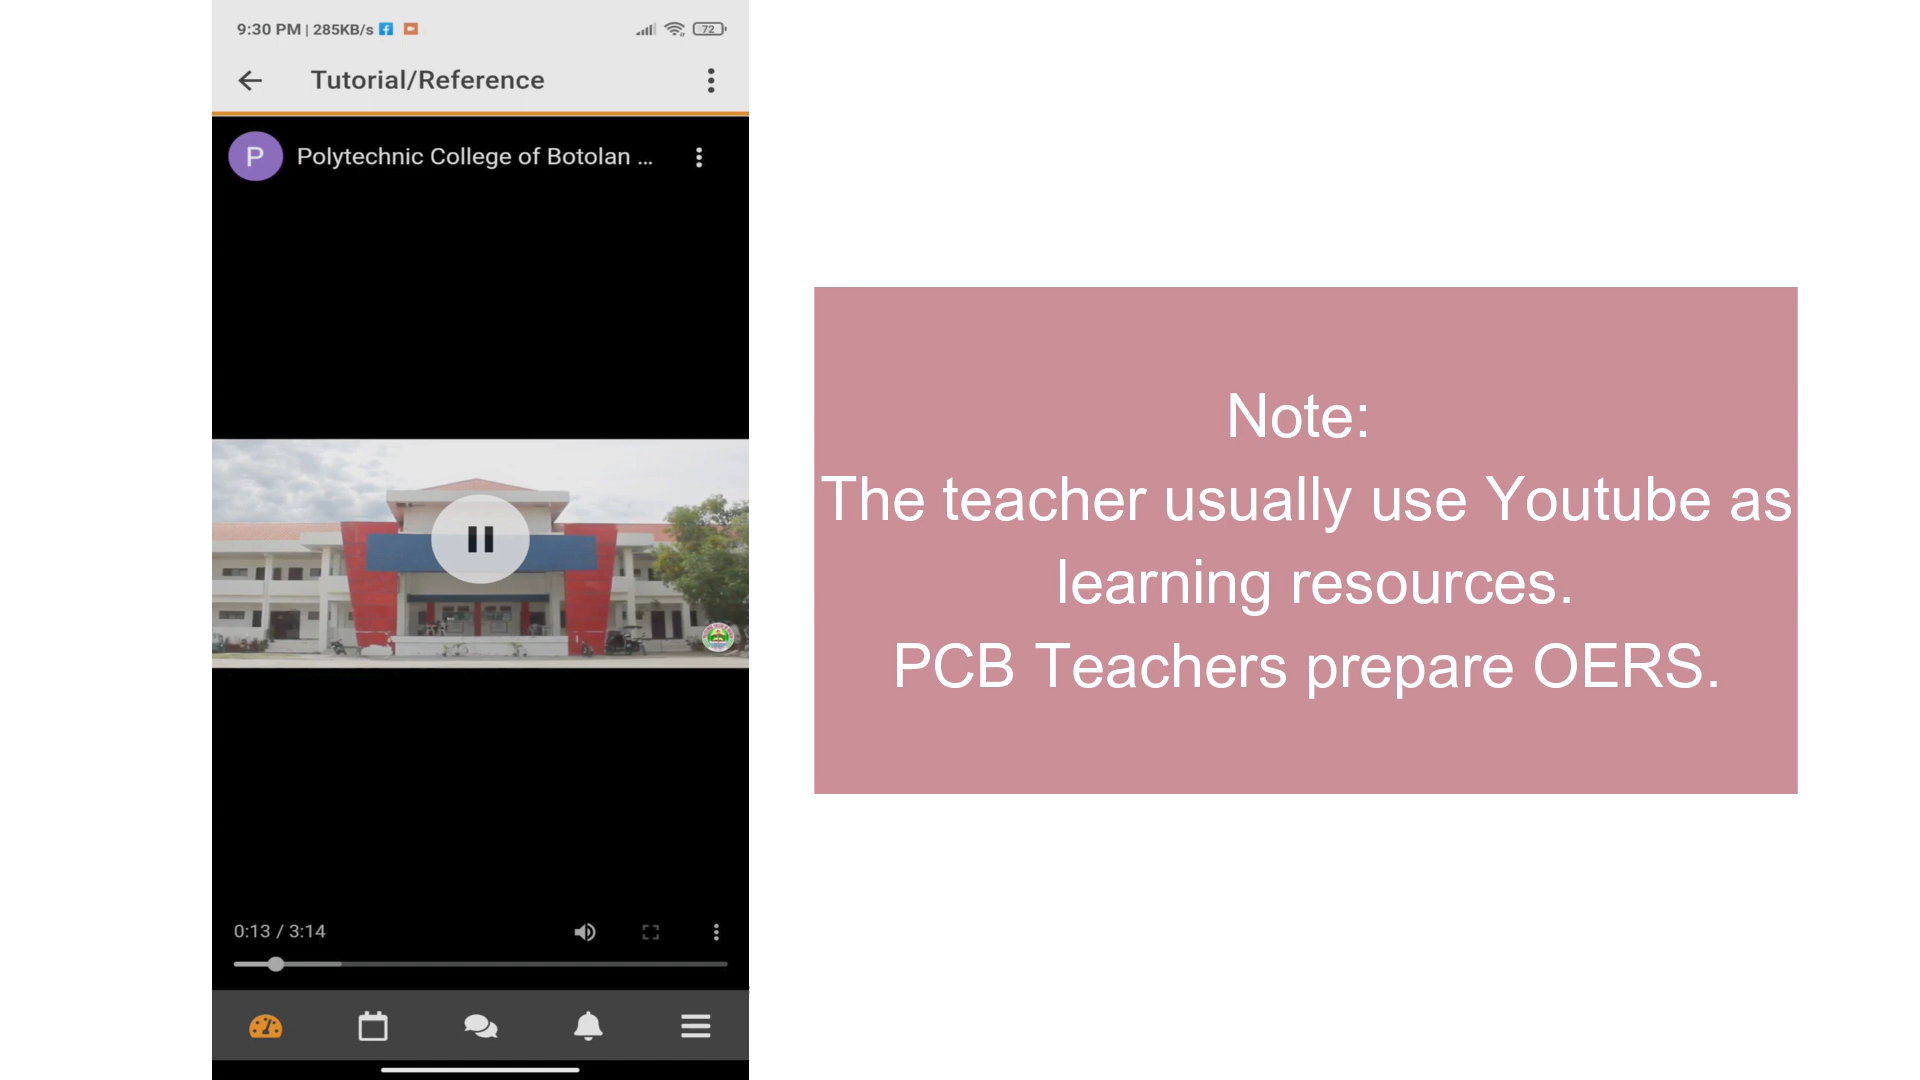 9:30 PM | 285KB/s
72
Tutorial/Reference
P
Polytechnic College of Botolan ...
0:13 / 3:14
Note:
The teacher usually use Youtube as
learning resources.
PCB Teachers prepare OERS.